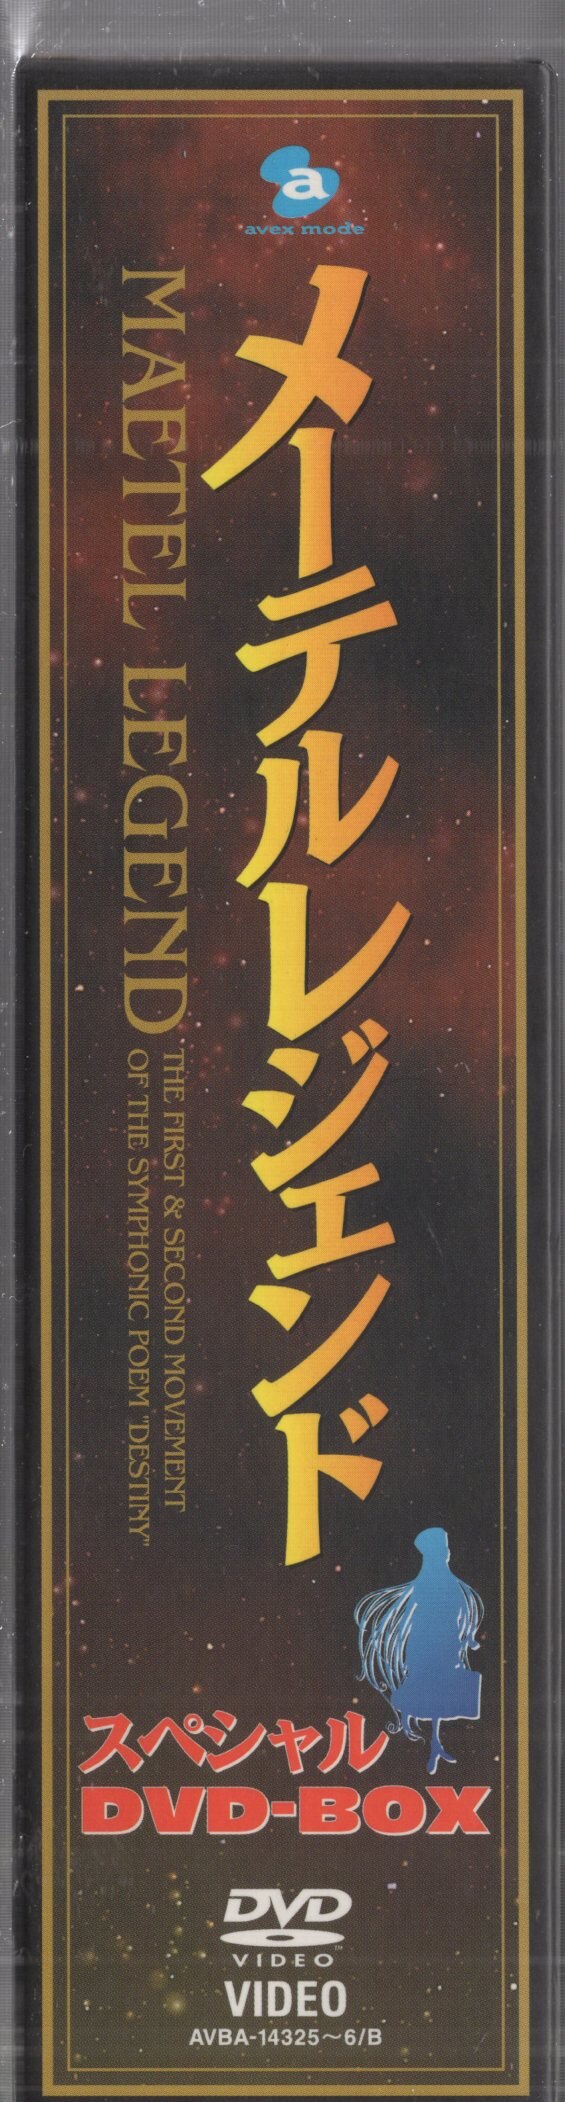 a
avex mode
メーテルレジェンド
MAETEL LEGEND
THE FIRST & SECOND MOVEMENT
OF THE SYMPHONIC POEM "DESTINY"
スペシャル
DVD-BOX
DVD
VIDEO™
VIDEO
AVBA-14325〜6/B